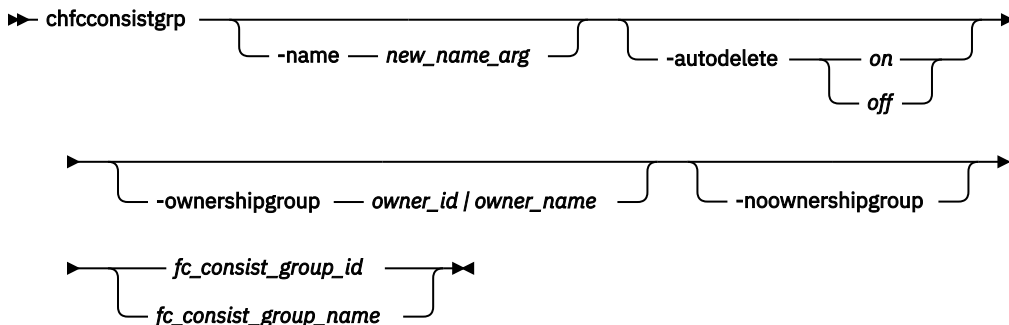 chfcconsistgrp
-name new_name_arg
-autodelete on
off
-ownershipgroup owner_id / owner_name
-noownershipgroup
fc_consist_group_id
fc_consist_group_name